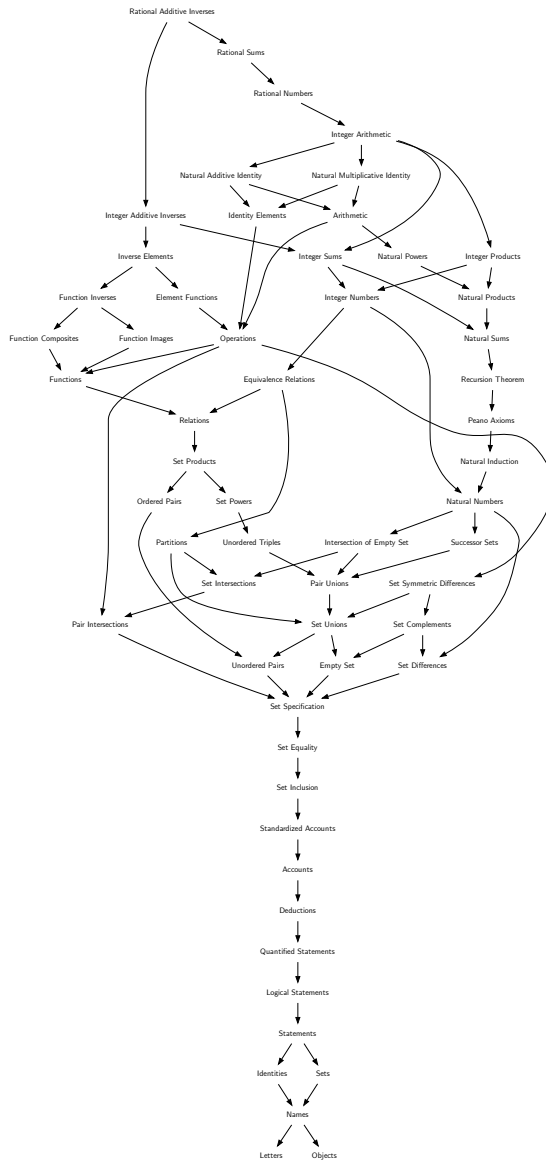 Rational Additive Inverses
Rational Sums
Rational Numbers
Integer Arithmetic
Natural Additive Identity
Natural Multiplicative Identity
Integer Additive Inverses
Identity Elements
Arithmetic
Inverse Elements
Integer Sums
Natural Powers
Integer Products
Function Inverses
Element Functions
Integer Numbers
Natural Products
Function Composites
Function Images
Operations
Natural Sums
Functions
Equivalence Relations
Recursion Theorem
Relations
Peano Axioms
Set Products
Natural Induction
Ordered Pairs
Set Powers
Natural Numbers
Partitions
Unordered Triples
Intersection of Empty Set
Successor Sets
Set Intersections
Pair Unions
Set Symmetric Differences
Pair Intersections
Set Unions
Set Complements
Unordered Pairs
Empty Set
Set Differences
Set Specification
Set Equality
Set Inclusion
Standardized Accounts
Accounts
Deductions
Quantified Statements
Logical Statements
Statements
Identities
Sets
Names
Letters
Objects